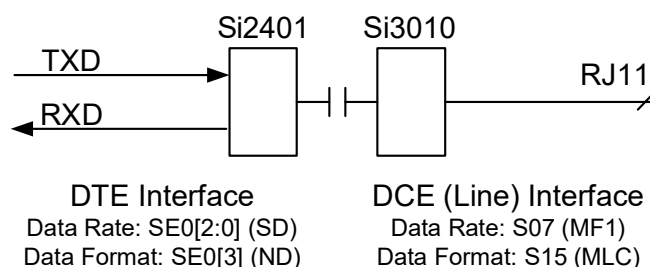 Si2401 Si3010
TXD
RJ11
RXD
DTE Interface DCE (Line) Interface
Data Rate: SE0[2:0] (SD) Data Rate: S07 (MF1)
Data Format: SE0[3] (ND) Data Format: S15 (MLC)